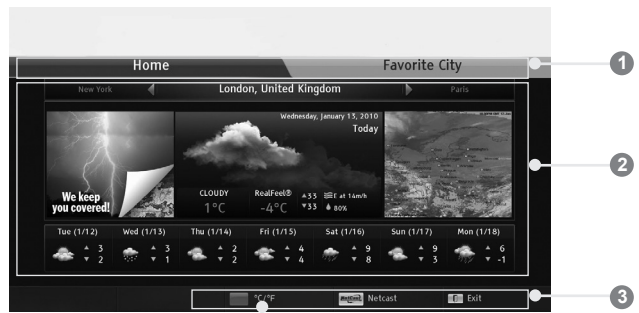 Home
Favorite City
1
New York
London, United Kingdom
Paris
Wednesday, January 13, 2010
Today
We keep
you covered!
CLOUDY
1°C
RealFeel®
-4°C
▲33
▼33
E at 14m/h
80%
Tue (1/12)
3
2
Wed (1/13)
3
1
Thu (1/14)
2
2
Fri (1/15)
4
4
Sat (1/16)
9
8
Sun (1/17)
9
3
Mon (1/18)
6
-1
2
°C/°F
NetCast
Netcast
Exit
3